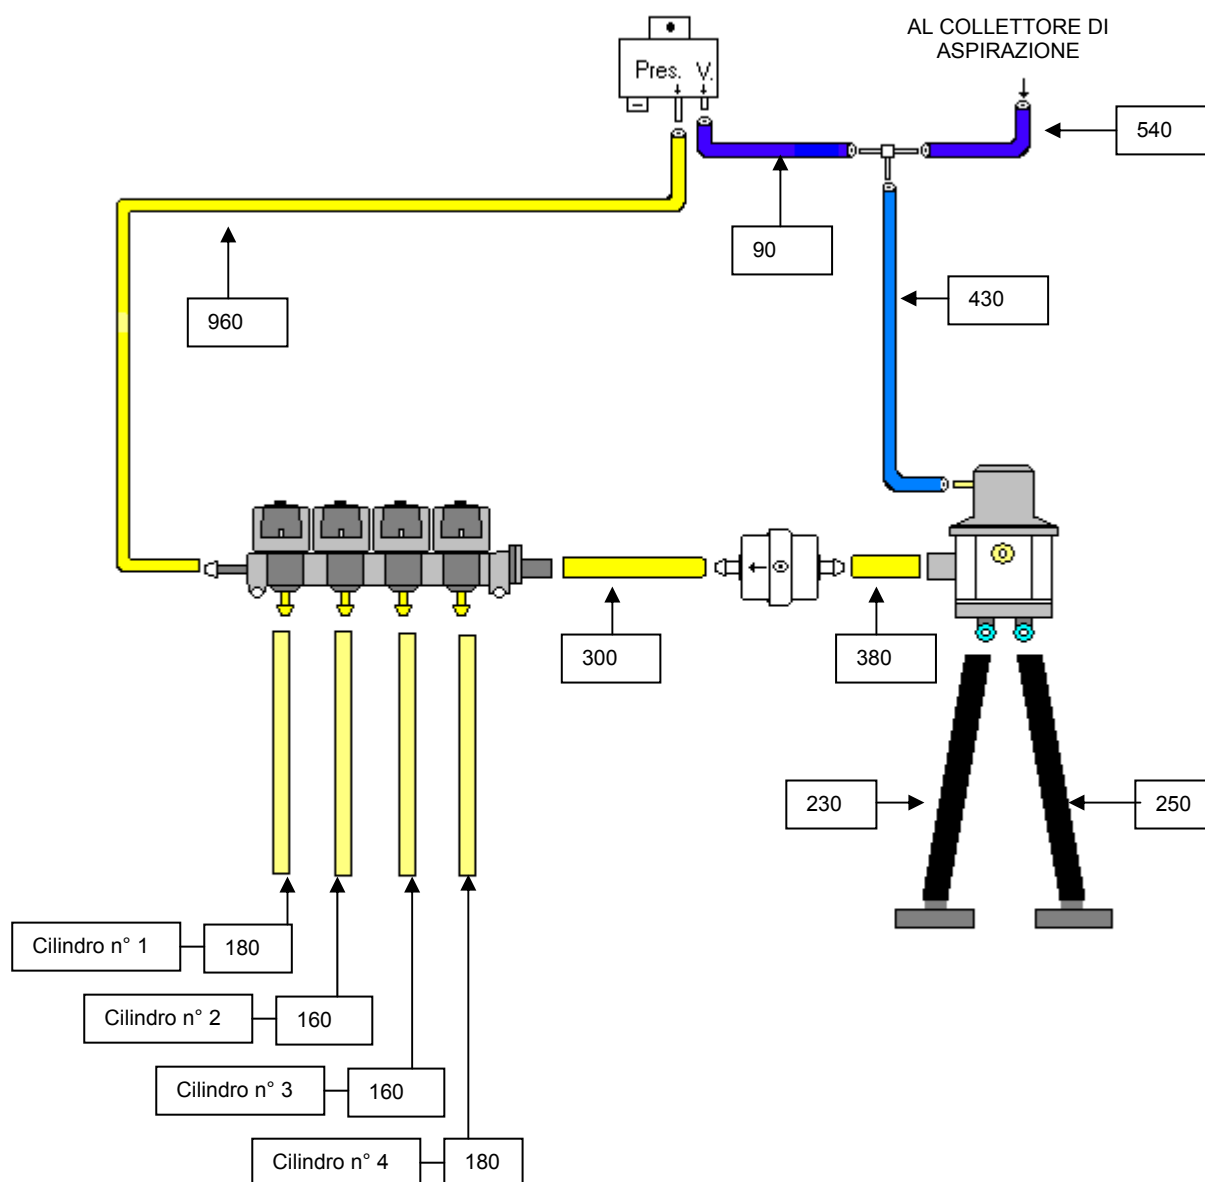 AL COLLETTORE DI
ASPIRAZIONE
Pres. V.
540
90
430
960
300
380
230
250
Cilindro n° 1
180
Cilindro n° 2
160
Cilindro n° 3
160
Cilindro n° 4
180